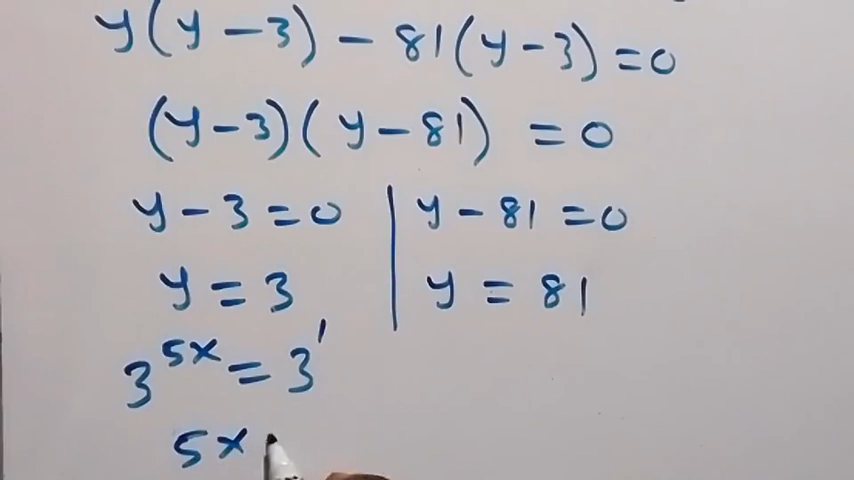 y(y-3)-81(y-3)=0
(y-3)(y-81)=0
y-3=0 | y-81=0
y=3 | y=81
3^{5x}=3^{1}
5x